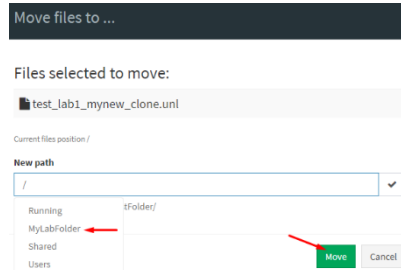 Move files to ...
Files selected to move:
test_lab1_mynew_clone.unl
Current files position /
New path
/
Running
tFolder/
MyLabFolder
Shared
Users
Move
Cancel